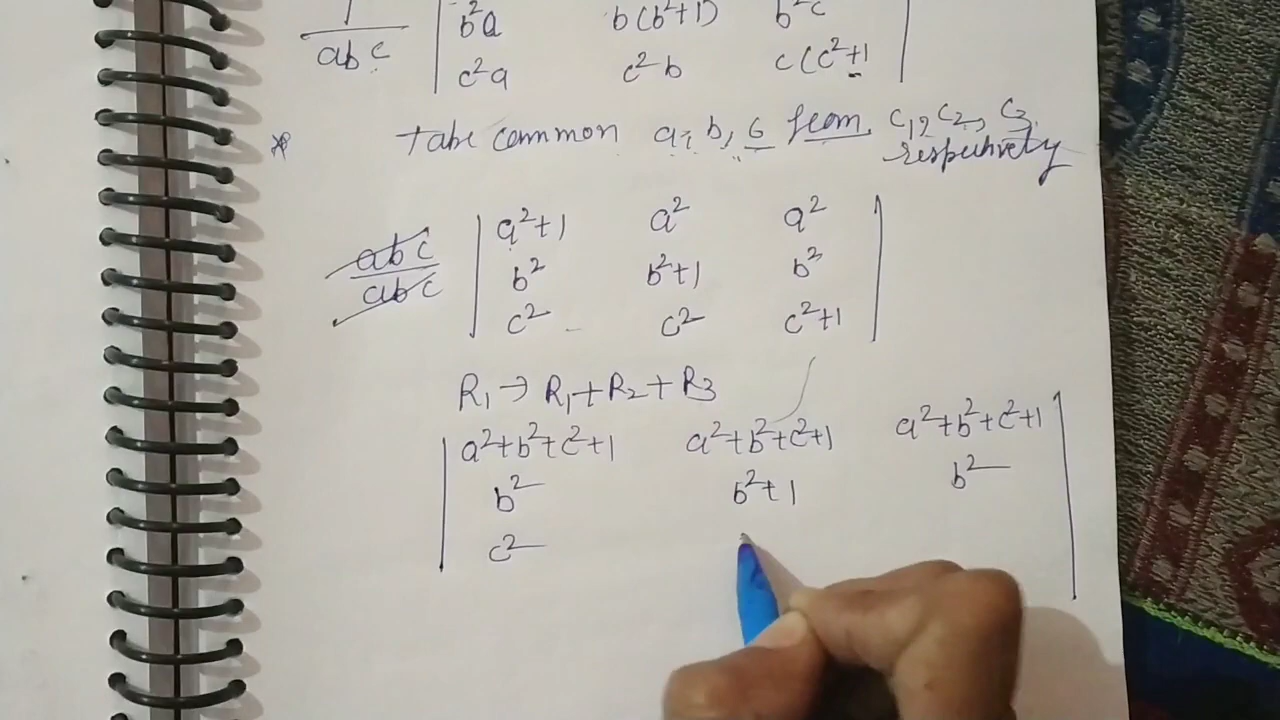 1/abc | b²a b(b²+1) b²c
c²a c²b c(c²+1 |
* Take common a, b, c from C₁, C₂, C₃
respectively
abc/abc | a²+1 a² a² |
b² b²+1 b²
c² c² c²+1
R₁→R₁+R₂+R₃
| a²+b²+c²+1 a²+b²+c²+1 a²+b²+c²+1 |
b² b²+1 b²
c²